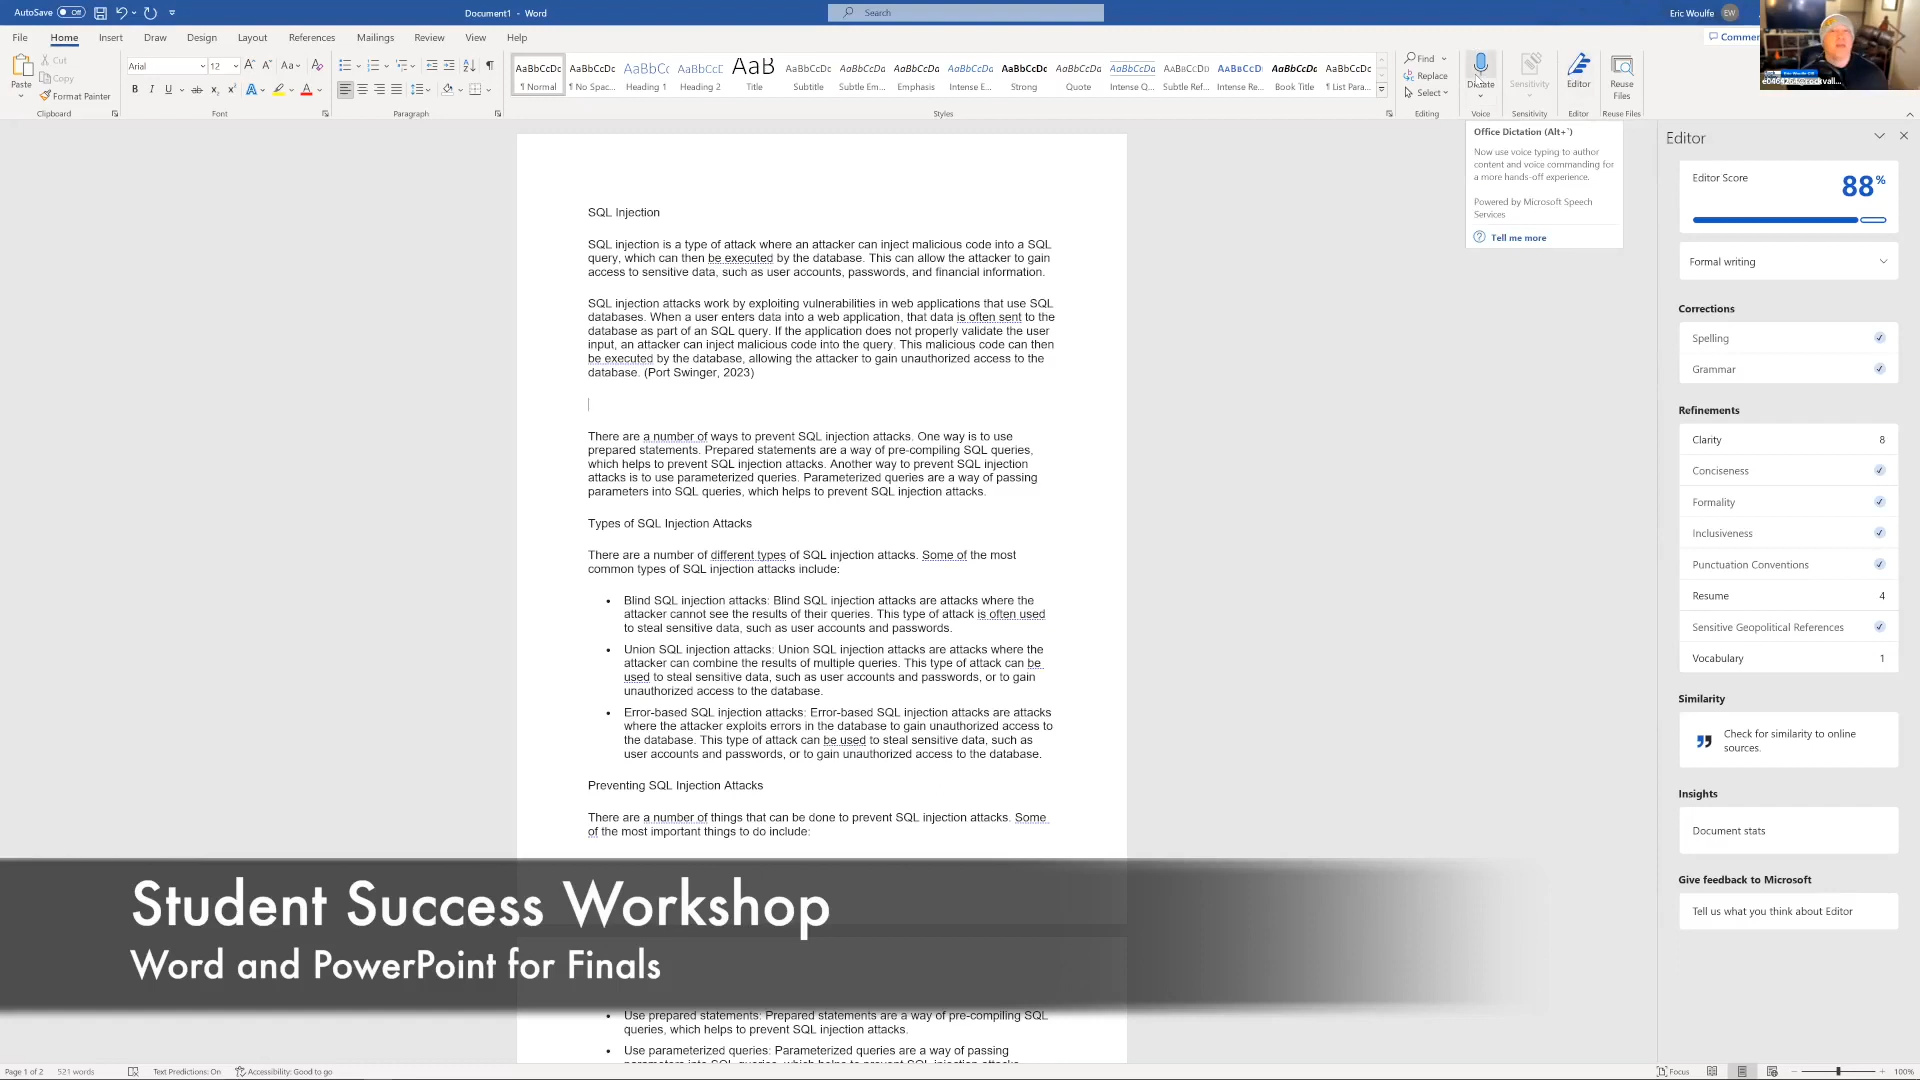 AutoSave Off
Document1 - Word
Search
Eric Woulfe EW
File Home Insert Draw Design Layout References Mailings Review View Help
Paste
Cut
Copy
Format Painter
Clipboard
Arial 12
Font
Paragraph
AaBbCcDc AaBbCcDc AaBbCc AaBbCcC AaB AaBbCcDc AaBbCcDc AaBbCcDc AaBbCcDc AaBbCcDc AaBbCcDc AaBbCcDc AaBbCcDd AaBbCcDi AaBbCcDc AaBbCcDc
¶ Normal ¶ No Spac... Heading 1 Heading 2 Title Subtitle Subtle Em... Emphasis Intense E... Strong Quote Intense Q... Subtle Ref... Intense Re... Book Title ¶ List Para...
Styles
Find
Replace
Select
Editing
Dictate
Voice
Sensitivity
Sensitivity
Editor
Editor
Reuse
Files
Reuse Files
Office Dictation (Alt+`)
Now use voice typing to author
content and voice commanding for
a more hands-off experience.
Powered by Microsoft Speech
Services
Tell me more
SQL Injection
SQL injection is a type of attack where an attacker can inject malicious code into a SQL
query, which can then be executed by the database. This can allow the attacker to gain
access to sensitive data, such as user accounts, passwords, and financial information.
SQL injection attacks work by exploiting vulnerabilities in web applications that use SQL
databases. When a user enters data into a web application, that data is often sent to the
database as part of an SQL query. If the application does not properly validate the user
input, an attacker can inject malicious code into the query. This malicious code can then
be executed by the database, allowing the attacker to gain unauthorized access to the
database. (Port Swinger, 2023)
There are a number of ways to prevent SQL injection attacks. One way is to use
prepared statements. Prepared statements are a way of pre-compiling SQL queries,
which helps to prevent SQL injection attacks. Another way to prevent SQL injection
attacks is to use parameterized queries. Parameterized queries are a way of passing
parameters into SQL queries, which helps to prevent SQL injection attacks.
Types of SQL Injection Attacks
There are a number of different types of SQL injection attacks. Some of the most
common types of SQL injection attacks include:
• Blind SQL injection attacks: Blind SQL injection attacks are attacks where the
attacker cannot see the results of their queries. This type of attack is often used
to steal sensitive data, such as user accounts and passwords.
• Union SQL injection attacks: Union SQL injection attacks are attacks where the
attacker can combine the results of multiple queries. This type of attack can be
used to steal sensitive data, such as user accounts and passwords, or to gain
unauthorized access to the database.
• Error-based SQL injection attacks: Error-based SQL injection attacks are attacks
where the attacker exploits errors in the database to gain unauthorized access to
the database. This type of attack can be used to steal sensitive data, such as
user accounts and passwords, or to gain unauthorized access to the database.
Preventing SQL Injection Attacks
There are a number of things that can be done to prevent SQL injection attacks. Some
of the most important things to do include:
Student Success Workshop
Word and PowerPoint for Finals
• Use prepared statements: Prepared statements are a way of pre-compiling SQL
queries, which helps to prevent SQL injection attacks.
• Use parameterized queries: Parameterized queries are a way of passing
Editor
Editor Score
88%
Formal writing
Corrections
Spelling
Grammar
Refinements
Clarity 8
Conciseness
Formality
Inclusiveness
Punctuation Conventions
Resume 4
Sensitive Geopolitical References
Vocabulary 1
Similarity
Check for similarity to online
sources.
Insights
Document stats
Give feedback to Microsoft
Tell us what you think about Editor
Page 1 of 2 521 words Text Predictions: On Accessibility: Good to go
Focus 100%